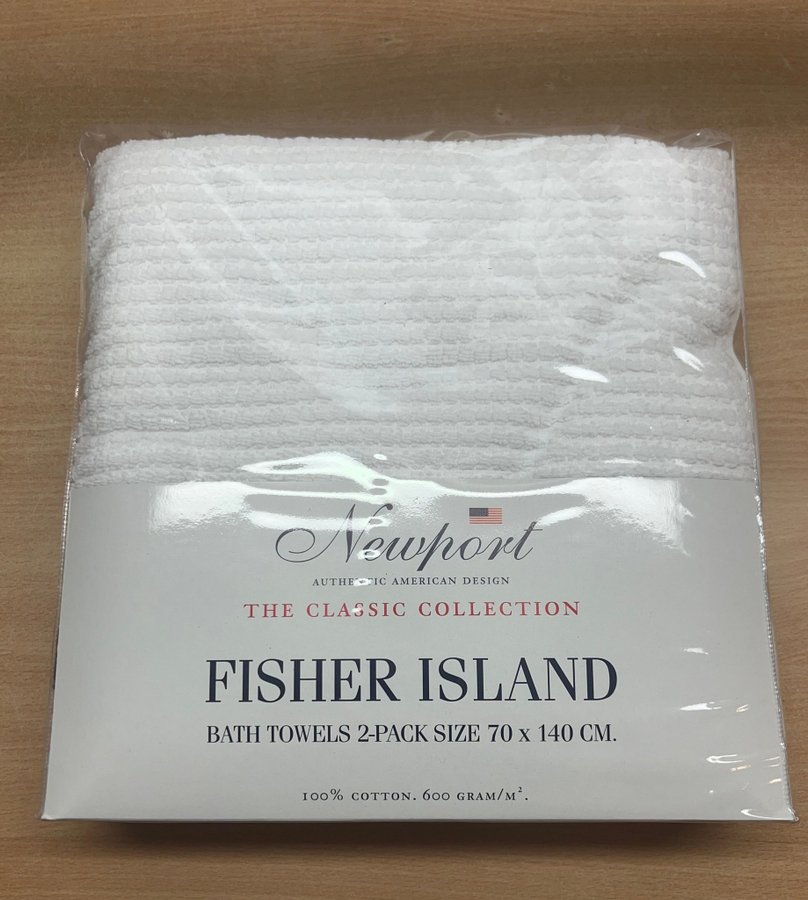 Newport
AUTHENTIC AMERICAN DESIGN
THE CLASSIC COLLECTION
FISHER ISLAND
BATH TOWELS 2-PACK SIZE 70 x 140 CM.
100% COTTON. 600 GRAM/M².